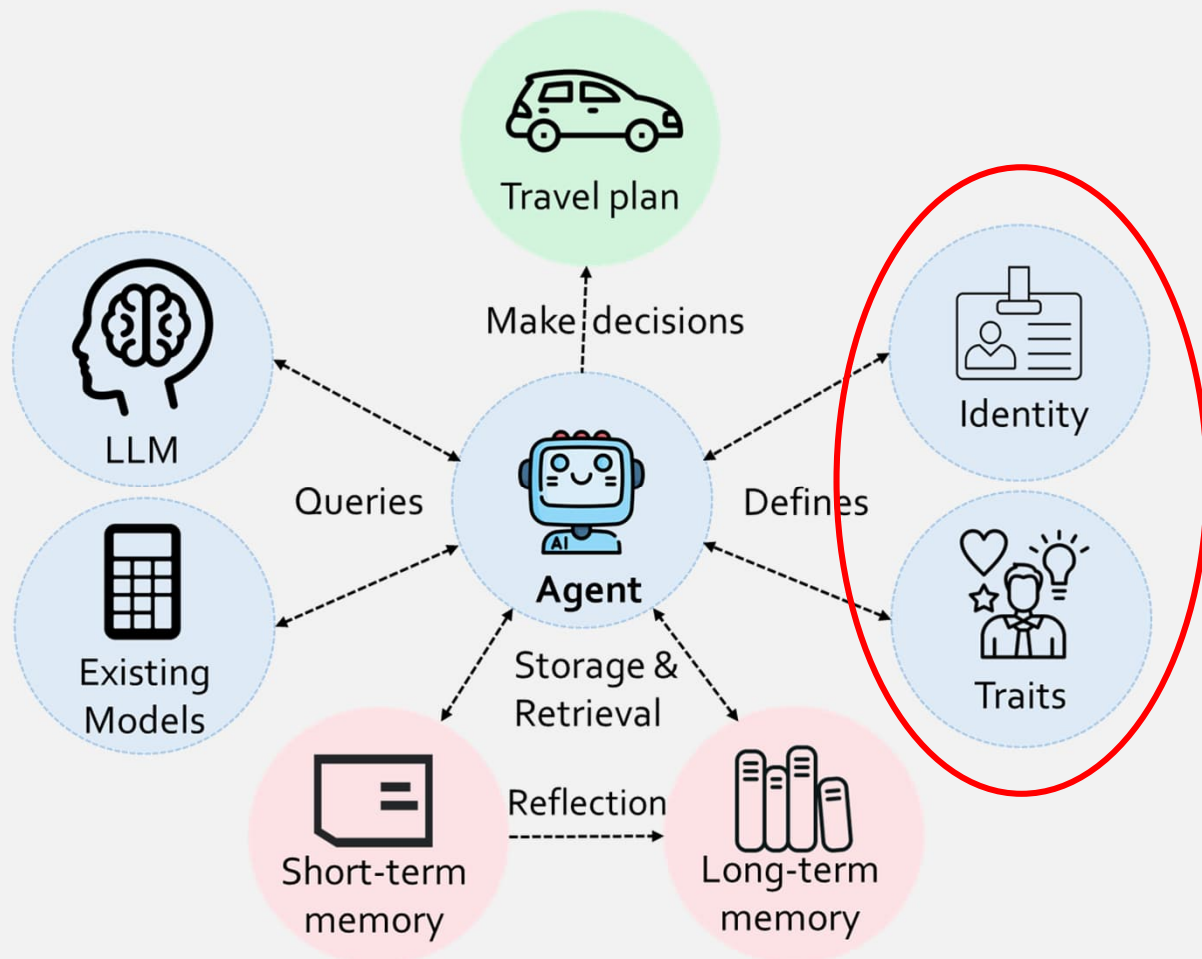 Travel plan
Make decisions
LLM
Identity
Queries
Defines
AI
Agent
Existing
Models
Storage &
Retrieval
Traits
Reflection
Short-term
memory
Long-term
memory